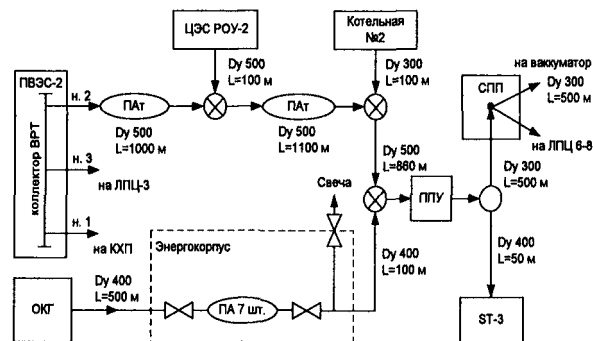 ЦЭС РОУ-2
Котельная
№2
ПВЭС-2
коллектор ВРТ
н. 2
ПАт
Dy 500
L=1000 м
Dy 500
L=100 м
ПАт
Dy 500
L=1100 м
Dy 300
L=100 м
СПП
на ваккуматор
Dy 300
L=500 м
на ЛПЦ 6-8
н. 3
на ЛПЦ-3
Dy 500
L=860 м
Свеча
ППУ
Dy 300
L=500 м
н. 1
на КХП
Энергокорпус
Dy 400
L=100 м
Dy 400
L=50 м
ОКГ
Dy 400
L=500 м
ПА 7 шт.
ST-3